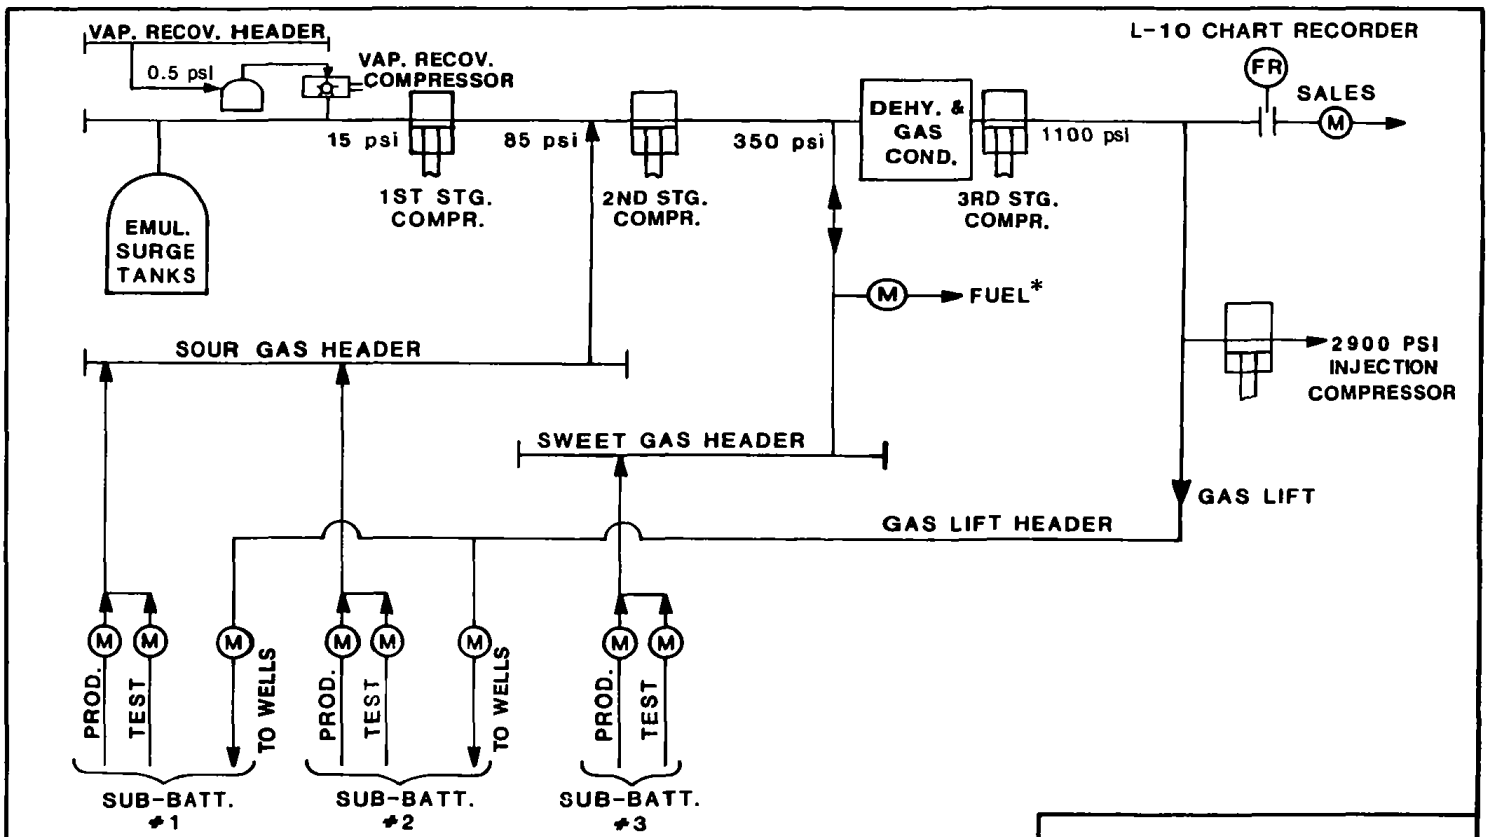 VAP. RECOV. HEADER
L-10 CHART RECORDER
0.5 psi
VAP. RECOV.
COMPRESSOR
FR
SALES
M
15 psi
85 psi
350 psi
DEHY. &
GAS
COND.
1100 psi
1ST STG.
COMPR.
2ND STG.
COMPR.
3RD STG.
COMPR.
EMUL.
SURGE
TANKS
M
FUEL*
SOUR GAS HEADER
2900 PSI
INJECTION
COMPRESSOR
SWEET GAS HEADER
GAS LIFT
GAS LIFT HEADER
M
M
M
M
M
M
M
M
PROD.
TEST
TO WELLS
PROD.
TEST
TO WELLS
PROD.
TEST
SUB-BATT.
#1
SUB-BATT.
#2
SUB-BATT.
#3